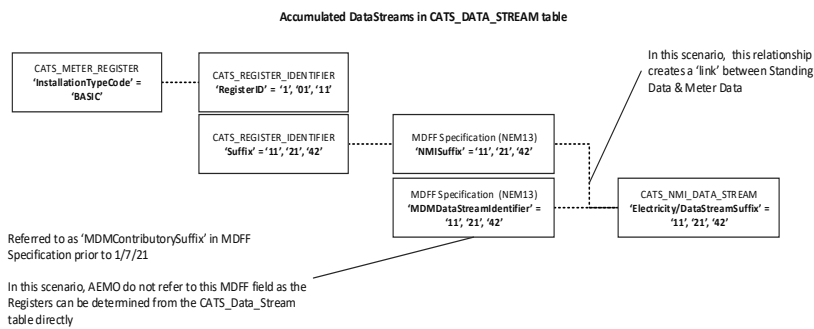 Accumulated DataStreams in CATS_DATA_STREAM table
In this scenario, this relationship
creates a ‘link’ between Standing
Data & Meter Data
CATS_METER_REGISTER
‘InstallationTypeCode’ =
‘BASIC’
CATS_REGISTER_IDENTIFIER
‘RegisterID’ = ‘1’, ‘01’, ‘11’
CATS_REGISTER_IDENTIFIER
‘Suffix’ = ‘11’, ‘21’, ‘42’
MDFF Specification (NEM13)
‘NMISuffix’ = ‘11’, ‘21’, ‘42’
MDFF Specification (NEM13)
‘MDMDataStreamIdentifier’ =
‘11’, ‘21’, ‘42’
CATS_NMI_DATA_STREAM
‘Electricity/DataStreamSuffix’ =
‘11’, ‘21’, ‘42’
Referred to as ‘MDMContributorySuffix’ in MDFF
Specification prior to 1/7/21
In this scenario, AEMO do not refer to this MDFF field as the
Registers can be determined from the CATS_Data_Stream
table directly